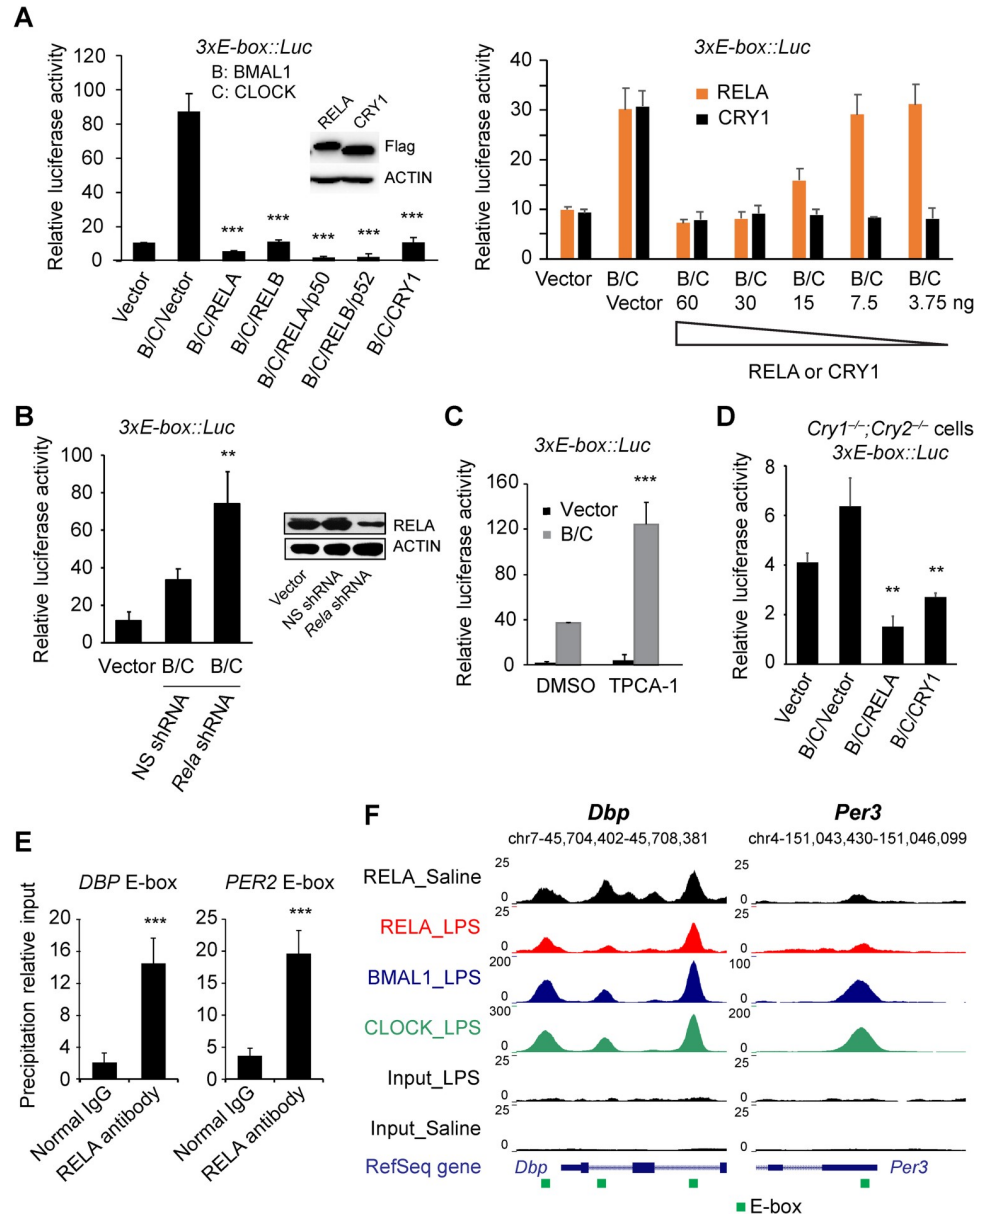 A
3xE-box::Luc
B: BMAL1
C: CLOCK
Relative luciferase activity
120
100
80
60
40
20
0
RELA
CRY1
Flag
ACTIN
***
***
***
***
***
Vector
B/C/Vector
B/C/RELA
B/C/RELB
B/C/RELA/p50
B/C/RELB/p52
B/C/CRY1
3xE-box::Luc
RELA
CRY1
Relative luciferase activity
40
30
20
10
0
Vector
B/C
B/C
B/C
B/C
B/C
B/C
Vector
60
30
15
7.5
3.75 ng
RELA or CRY1
B
3xE-box::Luc
Relative luciferase activity
100
80
60
40
20
0
**
Vector
B/C
B/C
NS shRNA
Rela shRNA
RELA
ACTIN
Vector
NS shRNA
Rela shRNA
C
3xE-box::Luc
Relative luciferase activity
160
120
80
40
0
Vector
B/C
***
DMSO
TPCA-1
D
Cry1–/–;Cry2–/– cells
3xE-box::Luc
Relative luciferase activity
8
6
4
2
0
**
**
Vector
B/C/Vector
B/C/RELA
B/C/CRY1
E
Precipitation relative input
DBP E-box
20
16
12
8
4
0
***
Normal IgG
RELA antibody
PER2 E-box
25
20
15
10
5
0
***
Normal IgG
RELA antibody
F
Dbp
Per3
chr7-45,704,402-45,708,381
chr4-151,043,430-151,046,099
RELA_Saline
25
0
25
0
RELA_LPS
25
0
25
0
BMAL1_LPS
200
0
100
0
CLOCK_LPS
300
0
200
0
Input_LPS
25
0
25
0
Input_Saline
25
0
25
0
RefSeq gene
Dbp
Per3
E-box